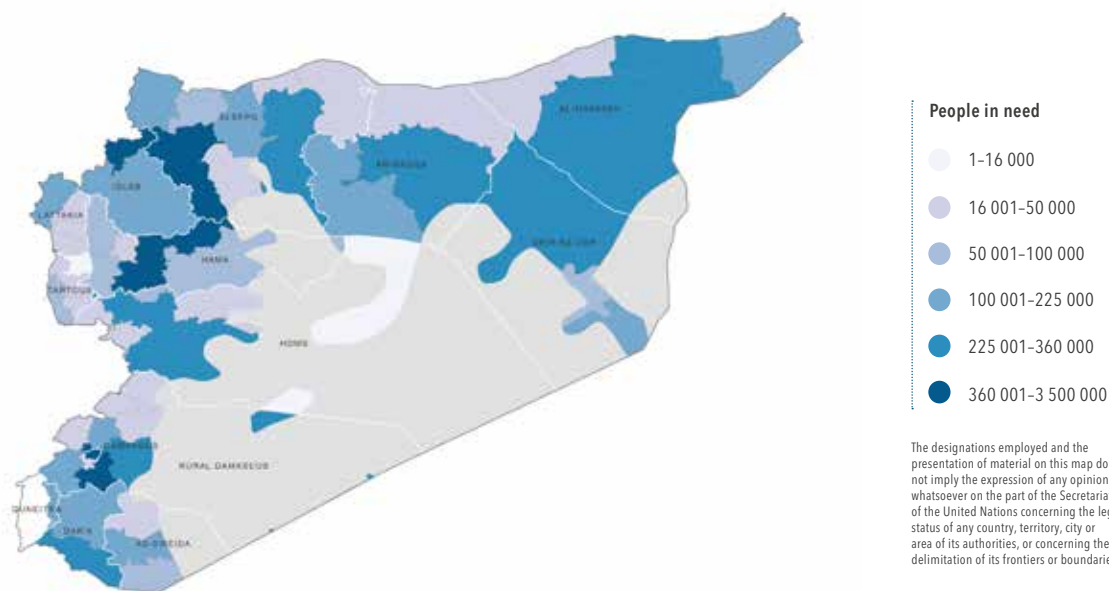 ALEPPO
AL-HASAKEH
AR-RAQQA
IDLEB
LATTAKIA
DEIR-EZ-ZOR
HAMA
TARTOUS
HOMS
DAMASCUS
RURAL DAMASCUS
QUNEITRA
DAR'A
AS-SWEIDA
People in need
1–16 000
16 001–50 000
50 001–100 000
100 001–225 000
225 001–360 000
360 001–3 500 000
The designations employed and the
presentation of material on this map do
not imply the expression of any opinion
whatsoever on the part of the Secretaria
of the United Nations concerning the leg
status of any country, territory, city or
area of its authorities, or concerning the
delimitation of its frontiers or boundarie